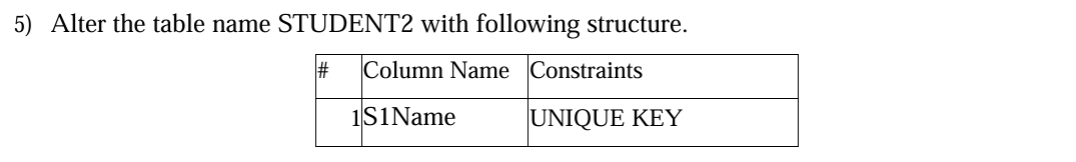 5) Alter the table name STUDENT2 with following structure.
# Column Name Constraints
1 S1Name UNIQUE KEY